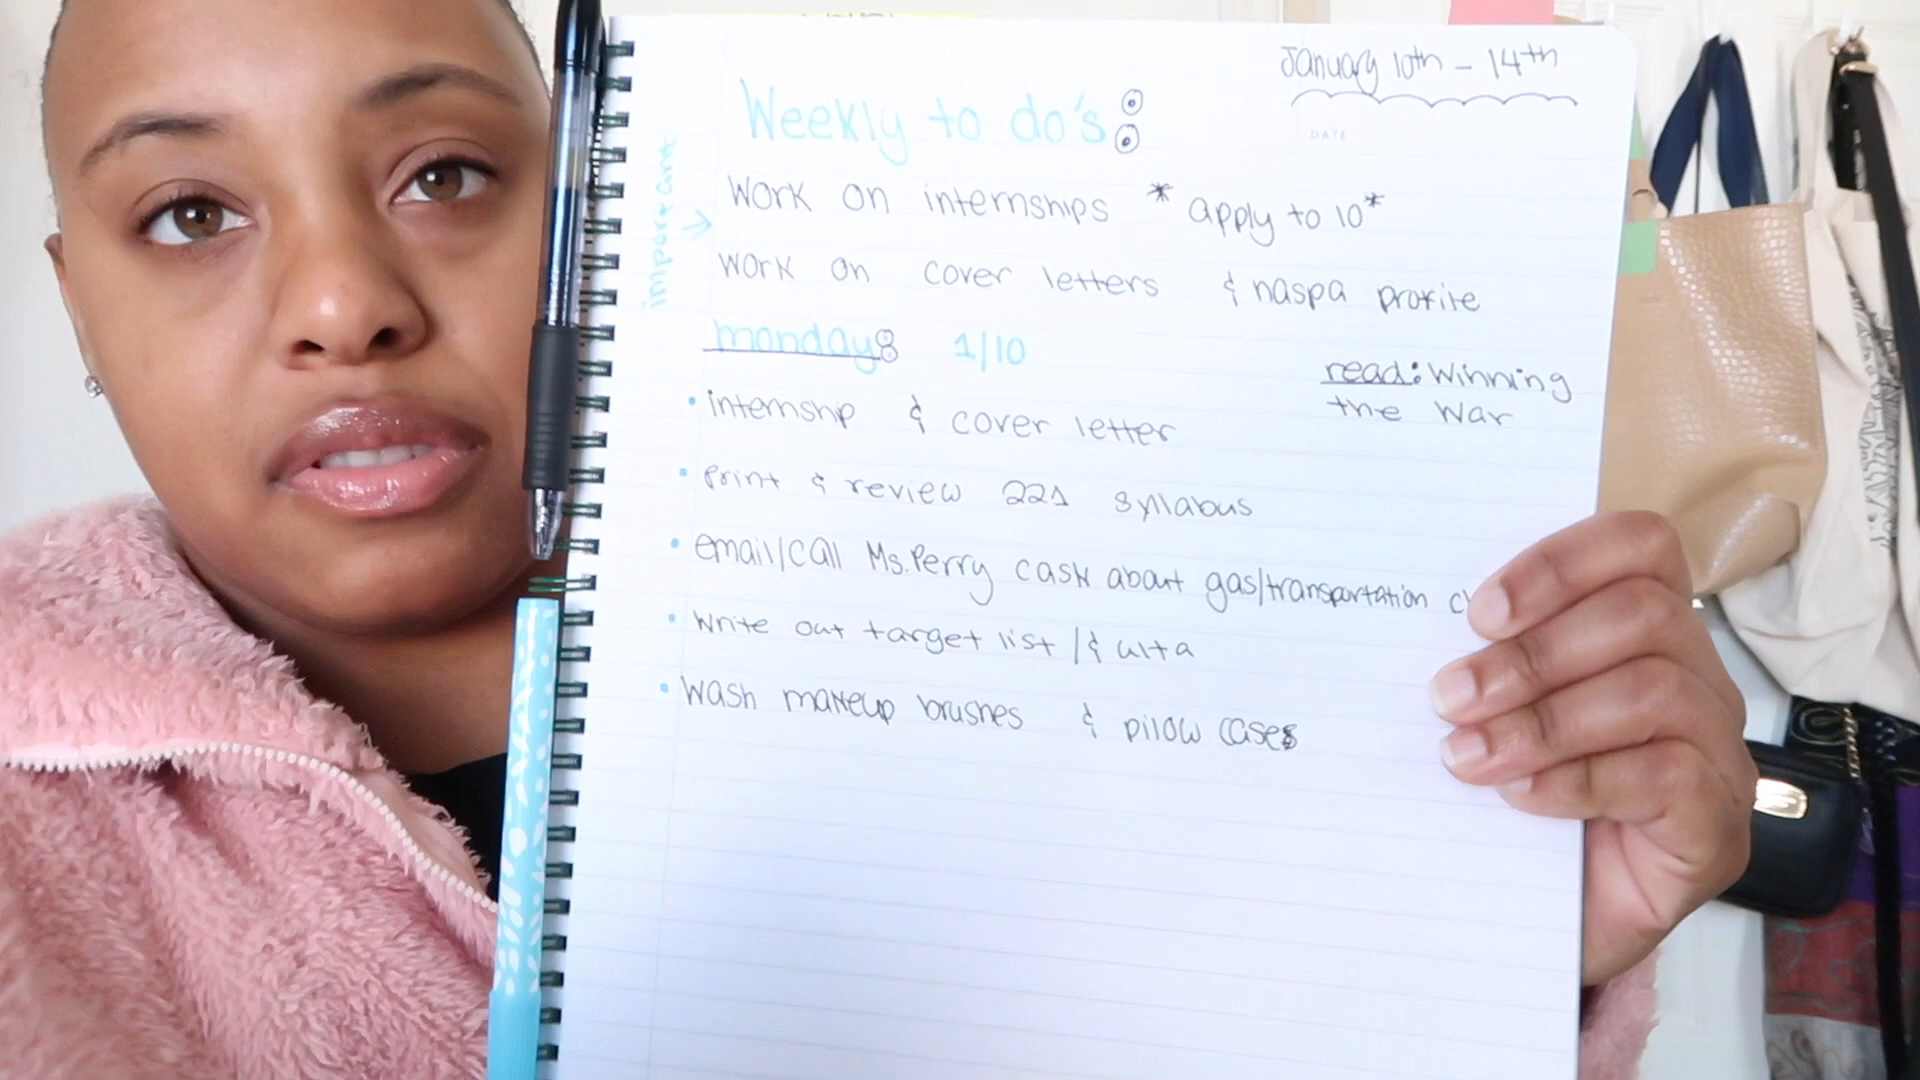 January 10th - 14th
DATE
Weekly to do's:
important
work on internships * apply to 10*
work on cover letters & naspa profile
monday: 1/10
read: Winning
the war
• internship & cover letter
• print & review 221 syllabus
• email/call Ms. Perry cask about gas/transportation
• write out target list / & ulta
• wash makeup brushes & pilow cases